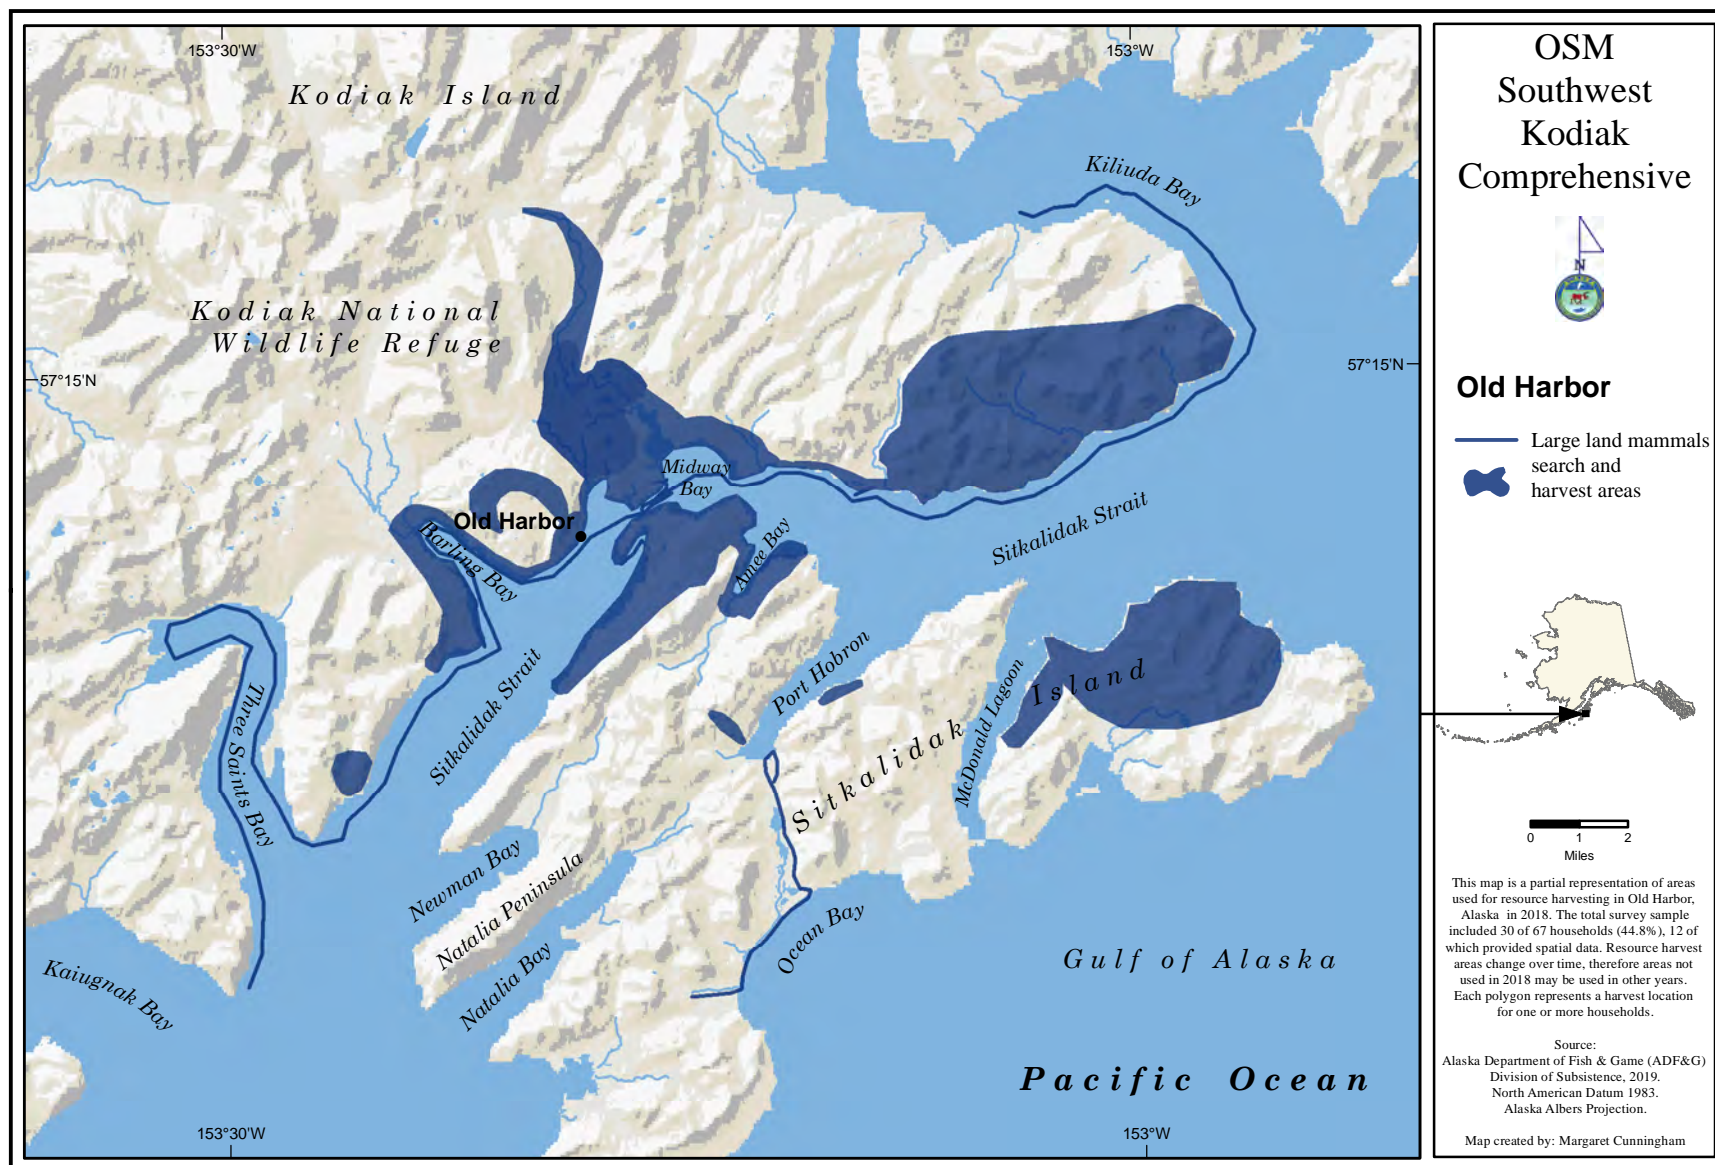 153°30'W
153°W
Kodiak Island
Kiliuda Bay
Kodiak National
Wildlife Refuge
57°15'N
57°15'N
Midway
Bay
Old Harbor
Barling Bay
Amee Bay
Sitkalidak Strait
Three Saints Bay
Sitkalidak Strait
Port Hobron
McDonald Lagoon
Sitkalidak Island
Newman Bay
Natalia Peninsula
Natalia Bay
Ocean Bay
Kaiugnak Bay
Gulf of Alaska
Pacific Ocean
153°30'W
153°W
OSM
Southwest
Kodiak
Comprehensive
N
Old Harbor
Large land mammals
search and
harvest areas
0 1 2
Miles
This map is a partial representation of areas
used for resource harvesting in Old Harbor,
Alaska in 2018. The total survey sample
included 30 of 67 households (44.8%), 12 of
which provided spatial data. Resource harvest
areas change over time, therefore areas not
used in 2018 may be used in other years.
Each polygon represents a harvest location
for one or more households.
Source:
Alaska Department of Fish & Game (ADF&G)
Division of Subsistence, 2019.
North American Datum 1983.
Alaska Albers Projection.
Map created by: Margaret Cunningham